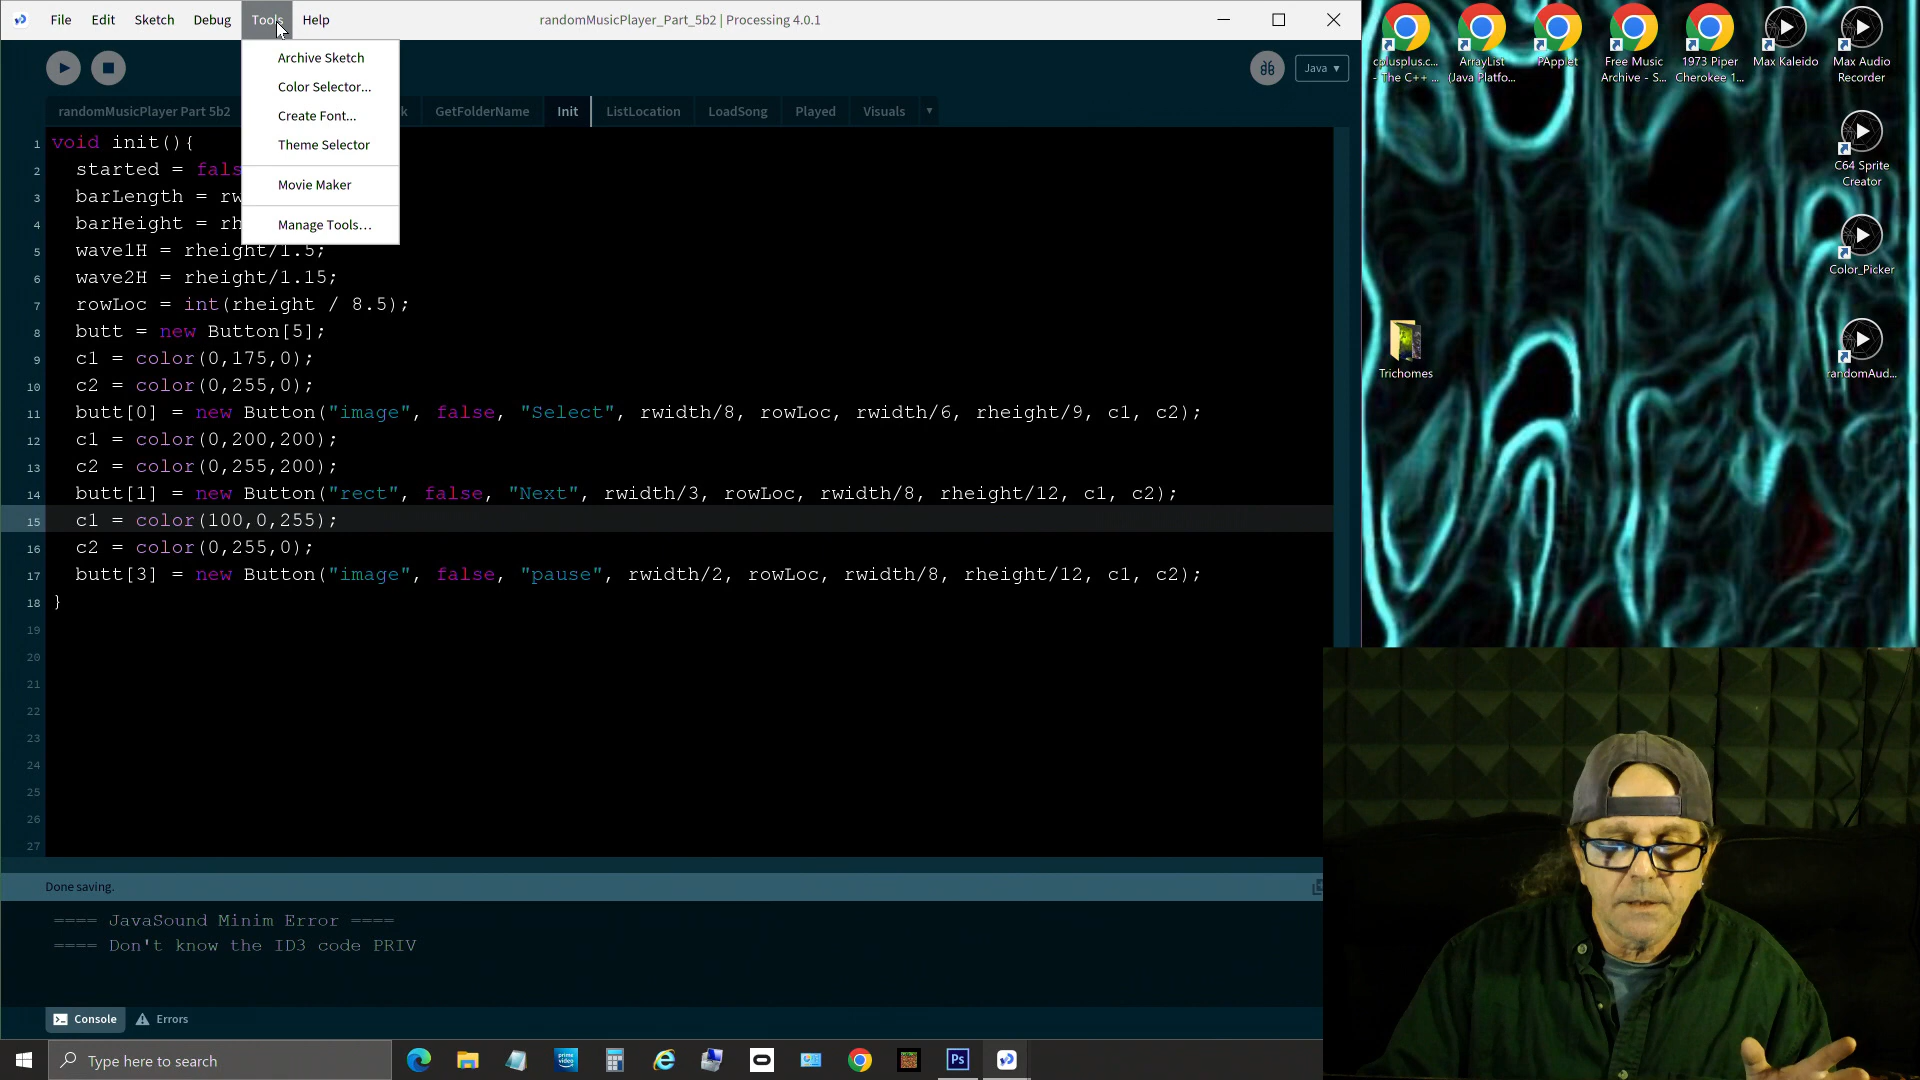 File Edit Sketch Debug Tools Help
randomMusicPlayer_Part_5b2 | Processing 4.0.1
Java ▾
Archive Sketch
Color Selector...
Create Font...
Theme Selector
Movie Maker
Manage Tools…
randomMusicPlayer Part 5b2 k GetFolderName Init ListLocation LoadSong Played Visuals ▾
1 void init(){
2 started = fals
3 barLength = rw
4 barHeight = rh
5 wave1H = rheight/1.5;
6 wave2H = rheight/1.15;
7 rowLoc = int(rheight / 8.5);
8 butt = new Button[5];
9 c1 = color(0,175,0);
10 c2 = color(0,255,0);
11 butt[0] = new Button("image", false, "Select", rwidth/8, rowLoc, rwidth/6, rheight/9, c1, c2);
12 c1 = color(0,200,200);
13 c2 = color(0,255,200);
14 butt[1] = new Button("rect", false, "Next", rwidth/3, rowLoc, rwidth/8, rheight/12, c1, c2);
15 c1 = color(100,0,255);
16 c2 = color(0,255,0);
17 butt[3] = new Button("image", false, "pause", rwidth/2, rowLoc, rwidth/8, rheight/12, c1, c2);
18 }
19
20
21
22
23
24
25
26
27
Done saving.
==== JavaSound Minim Error ====
==== Don't know the ID3 code PRIV
Console Errors
Type here to search
prime video
Ps
cplusplus.c...
- The C++ ...
ArrayList
(Java Platfo...
PApplet
Free Music
Archive - S...
1973 Piper
Cherokee 1...
Max Kaleido
Max Audio
Recorder
C64 Sprite
Creator
Color_Picker
Trichomes
randomAud...